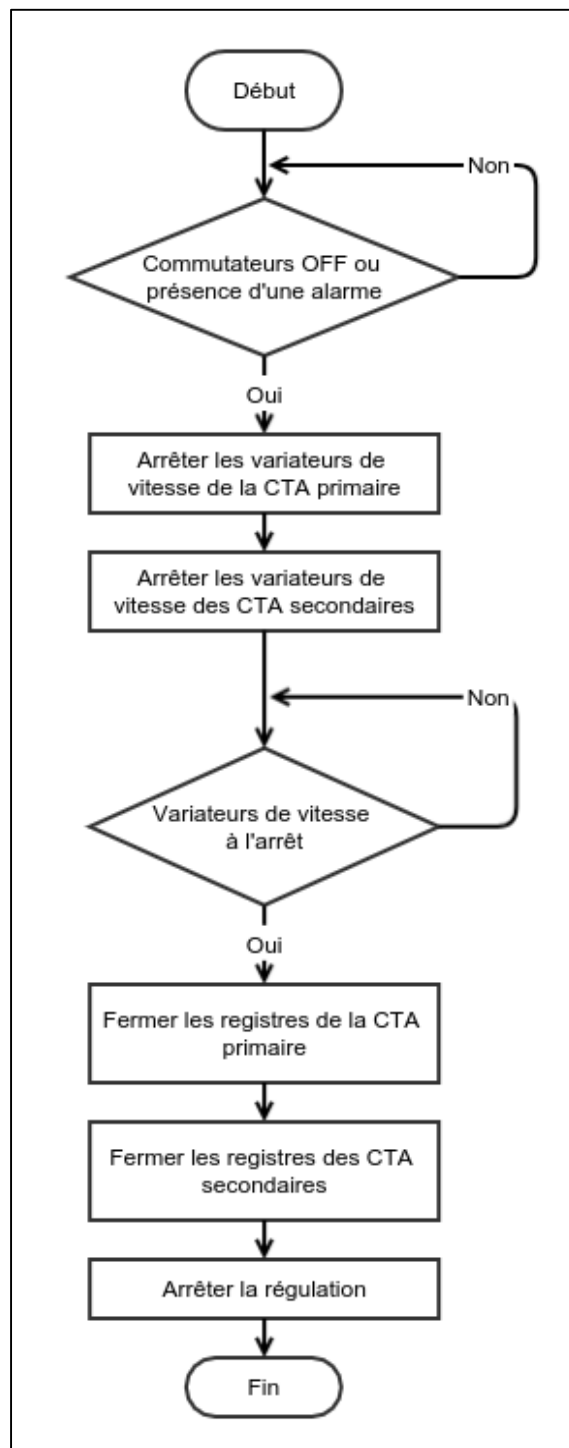 Début
Non
Commutateurs OFF ou
présence d'une alarme
Oui
Arrêter les variateurs de
vitesse de la CTA primaire
Arrêter les variateurs de
vitesse des CTA secondaires
Non
Variateurs de vitesse
à l'arrêt
Oui
Fermer les registres de la CTA
primaire
Fermer les registres des CTA
secondaires
Arrêter la régulation
Fin